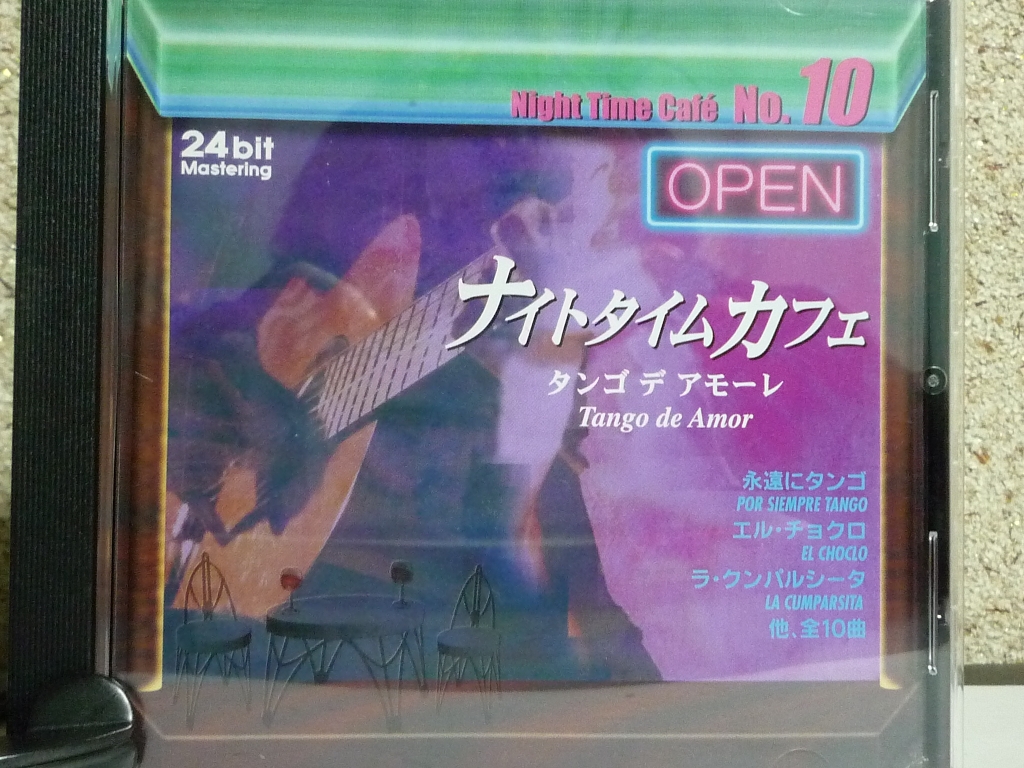 Night Time Café No. 10
24bit
Mastering
OPEN
ナイトタイムカフェ
タンゴ デ アモーレ
Tango de Amor
永遠にタンゴ
POR SIEMPRE TANGO
エル・チョクロ
EL CHOCLO
ラ・クンパルシータ
LA CUMPARSITA
他、全10曲